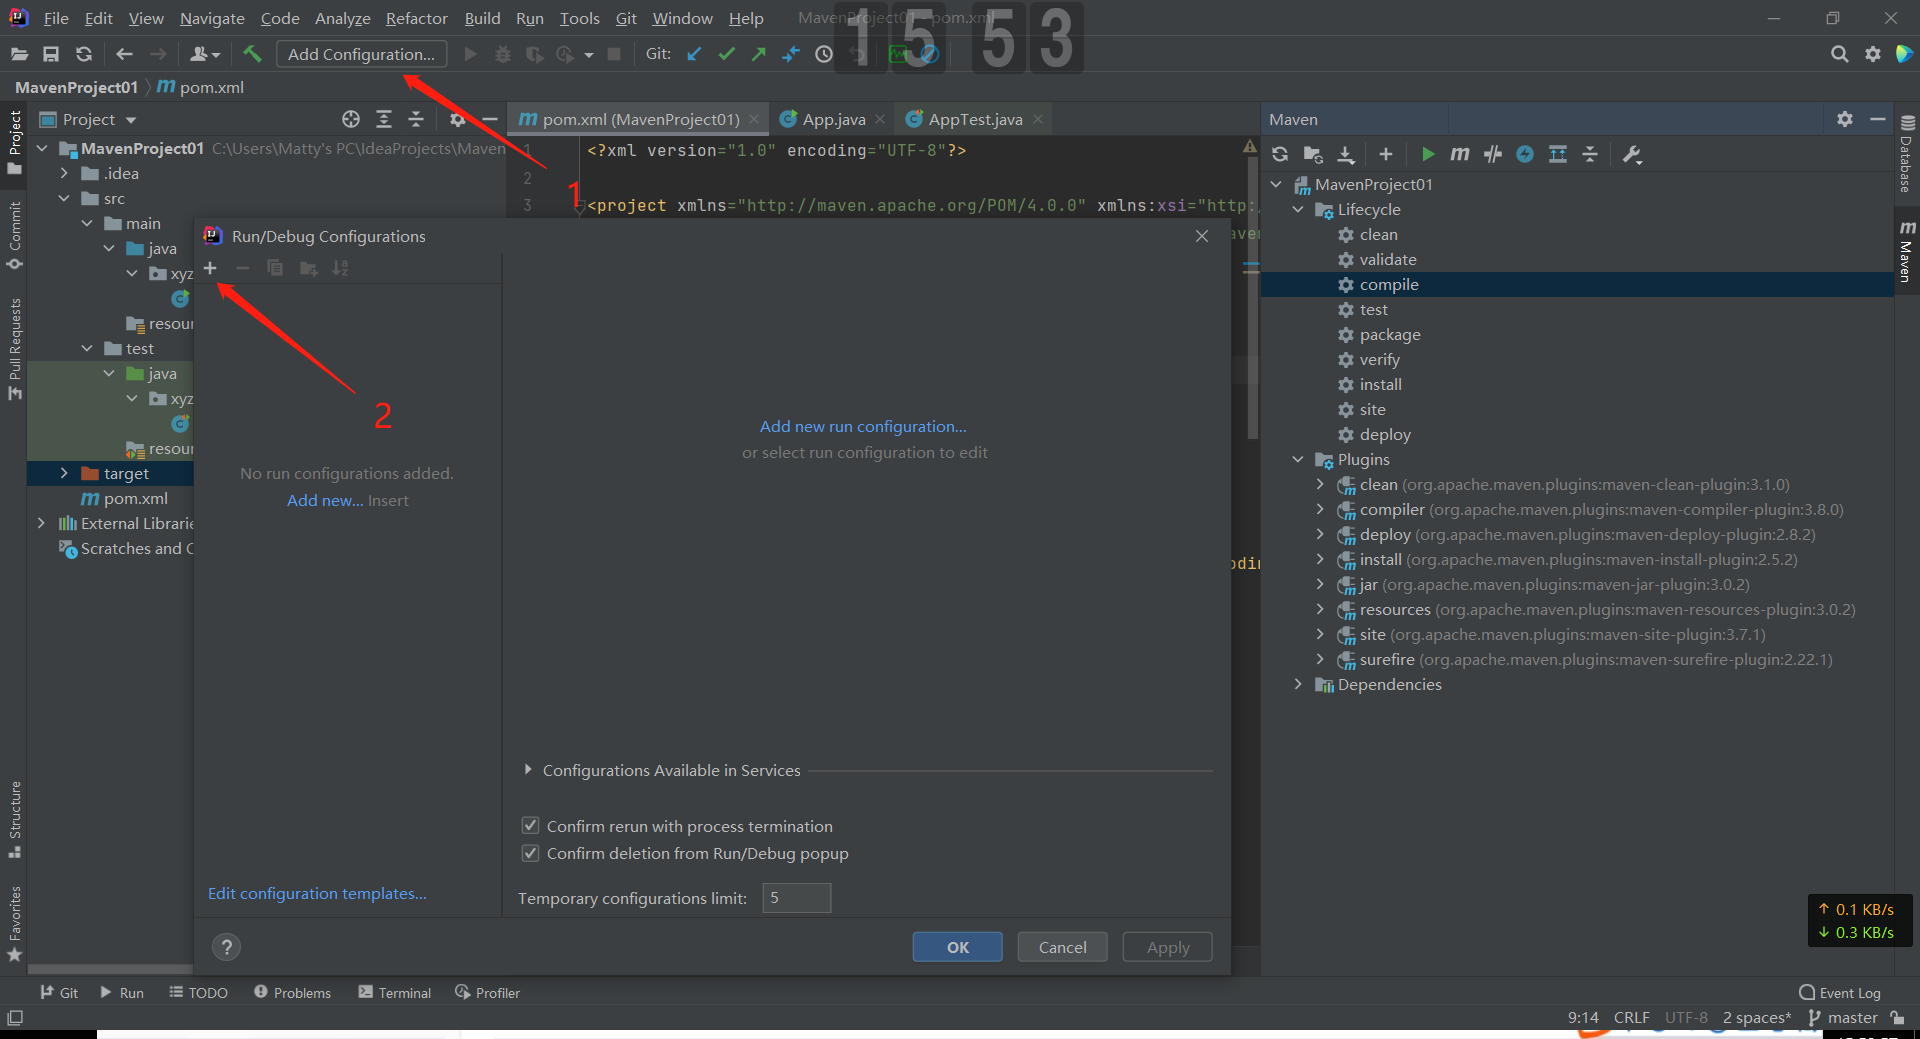 File Edit View Navigate Code Analyze Refactor Build Run Tools Git Window Help MavenProject01 - pom.xml
15 53
Add Configuration... Git:
MavenProject01 pom.xml
Project
pom.xml (MavenProject01) App.java AppTest.java
Maven
Project
Commit
Pull Requests
Structure
Favorites
MavenProject01 C:\Users\Matty's PC\IdeaProjects\Maven
.idea
src
main
java
xyz
resour
test
java
xyz
resour
target
pom.xml
External Librarie
Scratches and C
1 <?xml version="1.0" encoding="UTF-8"?>
2
3 <project xmlns="http://maven.apache.org/POM/4.0.0" xmlns:xsi="http:/
aven
odin
1
2
Run/Debug Configurations
No run configurations added.
Add new... Insert
Add new run configuration...
or select run configuration to edit
Configurations Available in Services
Confirm rerun with process termination
Confirm deletion from Run/Debug popup
Edit configuration templates...
Temporary configurations limit: 5
? OK Cancel Apply
MavenProject01
Lifecycle
clean
validate
compile
test
package
verify
install
site
deploy
Plugins
clean (org.apache.maven.plugins:maven-clean-plugin:3.1.0)
compiler (org.apache.maven.plugins:maven-compiler-plugin:3.8.0)
deploy (org.apache.maven.plugins:maven-deploy-plugin:2.8.2)
install (org.apache.maven.plugins:maven-install-plugin:2.5.2)
jar (org.apache.maven.plugins:maven-jar-plugin:3.0.2)
resources (org.apache.maven.plugins:maven-resources-plugin:3.0.2)
site (org.apache.maven.plugins:maven-site-plugin:3.7.1)
surefire (org.apache.maven.plugins:maven-surefire-plugin:2.22.1)
Dependencies
Database
Maven
↑ 0.1 KB/s
↓ 0.3 KB/s
Git Run TODO Problems Terminal Profiler Event Log
9:14 CRLF UTF-8 2 spaces* master